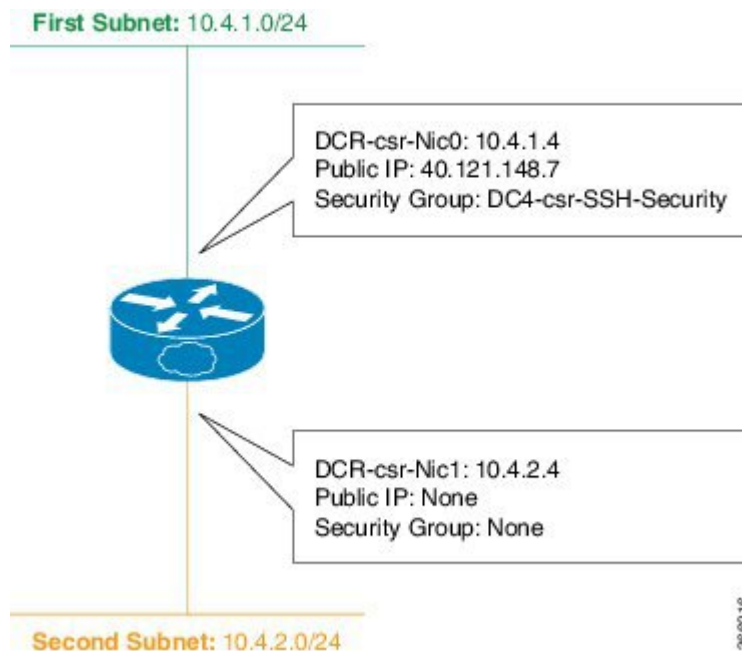 First Subnet: 10.4.1.0/24
DCR-csr-Nic0: 10.4.1.4
Public IP: 40.121.148.7
Security Group: DC4-csr-SSH-Security
DCR-csr-Nic1: 10.4.2.4
Public IP: None
Security Group: None
Second Subnet: 10.4.2.0/24